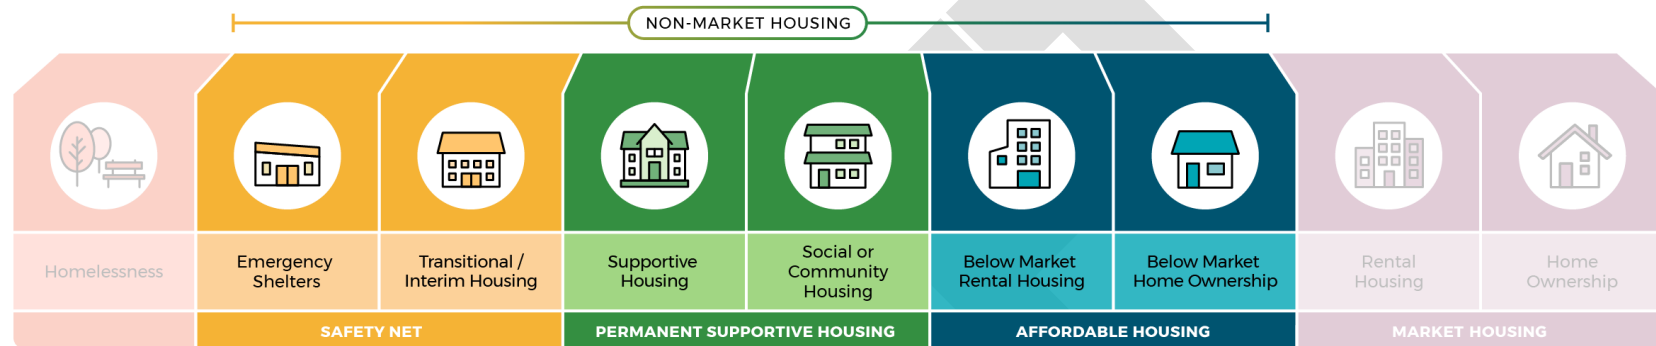 NON-MARKET HOUSING
Homelessness
Emergency
Shelters
Transitional /
Interim Housing
Supportive
Housing
Social or
Community
Housing
Below Market
Rental Housing
Below Market
Home Ownership
Rental
Housing
Home
Ownership
SAFETY NET
PERMANENT SUPPORTIVE HOUSING
AFFORDABLE HOUSING
MARKET HOUSING